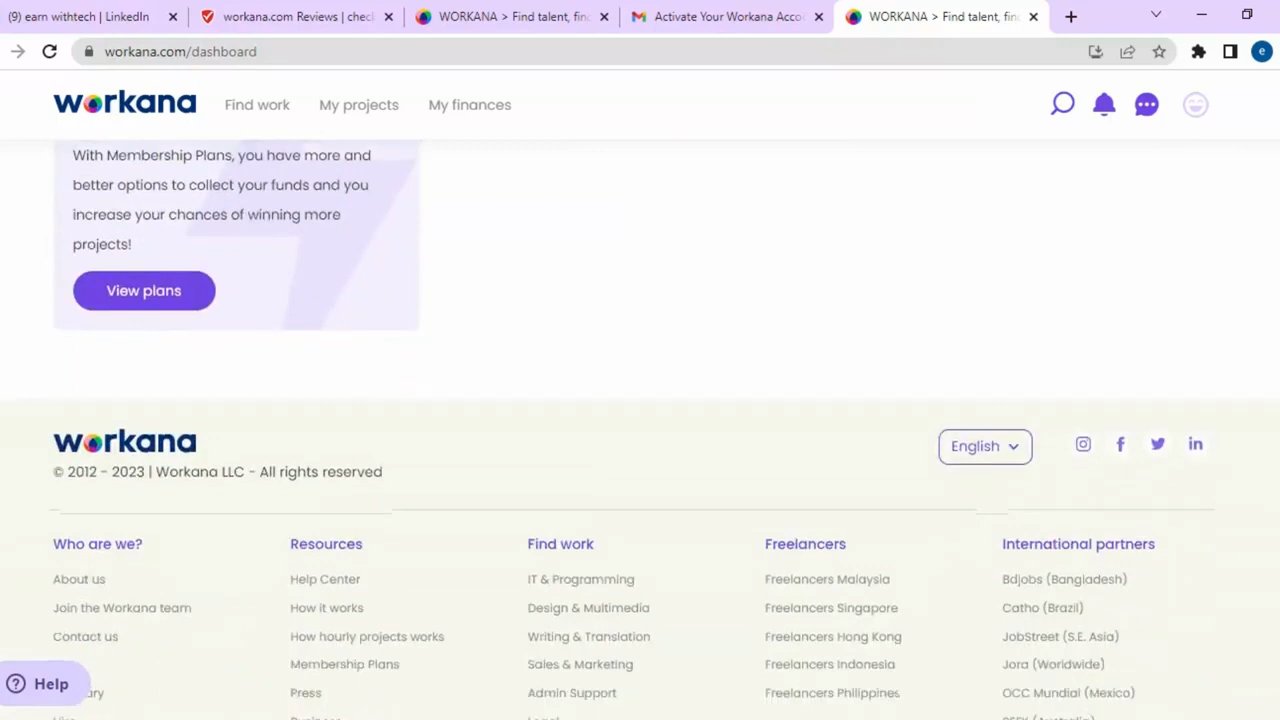 (9) earn withtech | LinkedIn
workana.com Reviews | chec
WORKANA > Find talent, fin
Activate Your Workana Acco
WORKANA > Find talent, fin
workana.com/dashboard
e
workana
Find work
My projects
My finances
With Membership Plans, you have more and
better options to collect your funds and you
increase your chances of winning more
projects!
View plans
workana
© 2012 - 2023 | Workana LLC - All rights reserved
English
Who are we?
About us
Join the Workana team
Contact us
Resources
Help Center
How it works
How hourly projects works
Membership Plans
Press
Find work
IT & Programming
Design & Multimedia
Writing & Translation
Sales & Marketing
Admin Support
Freelancers
Freelancers Malaysia
Freelancers Singapore
Freelancers Hong Kong
Freelancers Indonesia
Freelancers Philippines
International partners
Bdjobs (Bangladesh)
Catho (Brazil)
JobStreet (S.E. Asia)
Jora (Worldwide)
OCC Mundial (Mexico)
Help